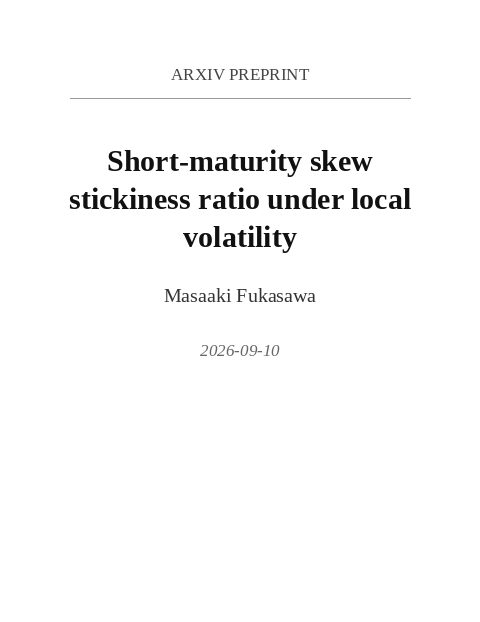 ARXIV PREPRINT
Short-maturity skew
stickiness ratio under local
volatility
Masaaki Fukasawa
2026-09-10